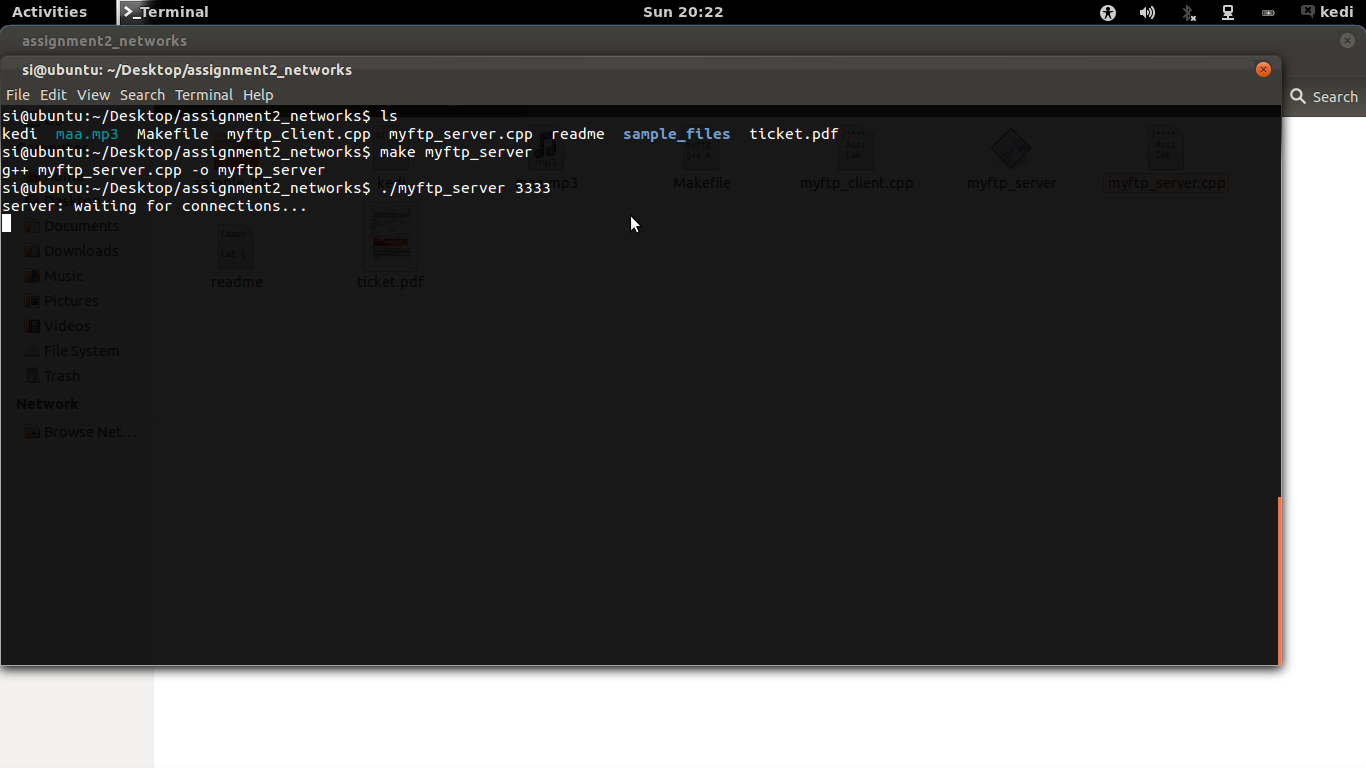 Activities >_Terminal Sun 20:22 kedi
assignment2_networks
si@ubuntu: ~/Desktop/assignment2_networks
File Edit View Search Terminal Help
Search
si@ubuntu:~/Desktop/assignment2_networks$ ls
kedi maa.mp3 Makefile myftp_client.cpp myftp_server.cpp readme sample_files ticket.pdf
si@ubuntu:~/Desktop/assignment2_networks$ make myftp_server
g++ myftp_server.cpp -o myftp_server
si@ubuntu:~/Desktop/assignment2_networks$ ./myftp_server 3333
server: waiting for connections...
Makefile myftp_client.cpp myftp_server myftp_server.cpp
Documents
Downloads
Music
Pictures
Videos
File System
Trash
Network
Browse Net...
readme ticket.pdf